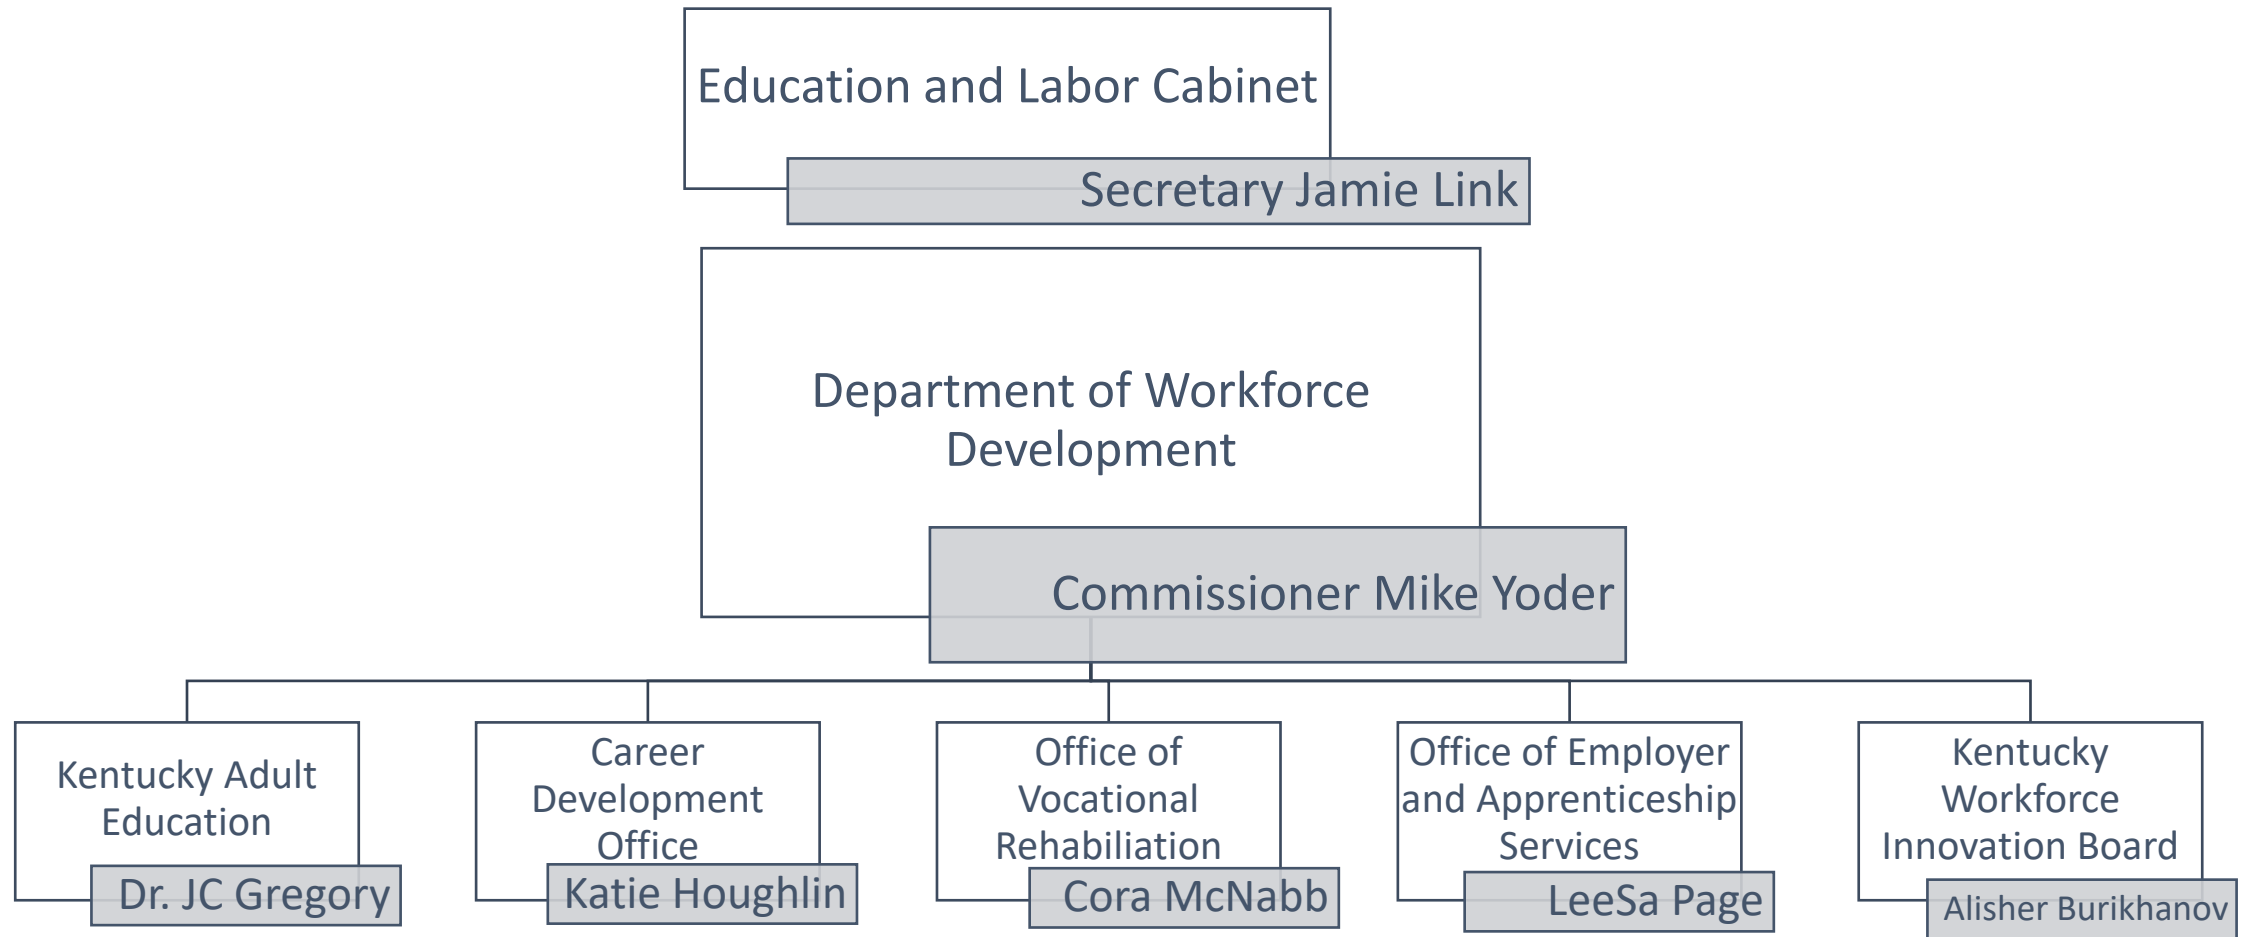 Education and Labor Cabinet
Secretary Jamie Link
Department of Workforce
Development
Commissioner Mike Yoder
Kentucky Adult
Education
Dr. JC Gregory
Career
Development
Office
Katie Houghlin
Office of
Vocational
Rehabiliation
Cora McNabb
Office of Employer
and Apprenticeship
Services
LeeSa Page
Kentucky
Workforce
Innovation Board
Alisher Burikhanov